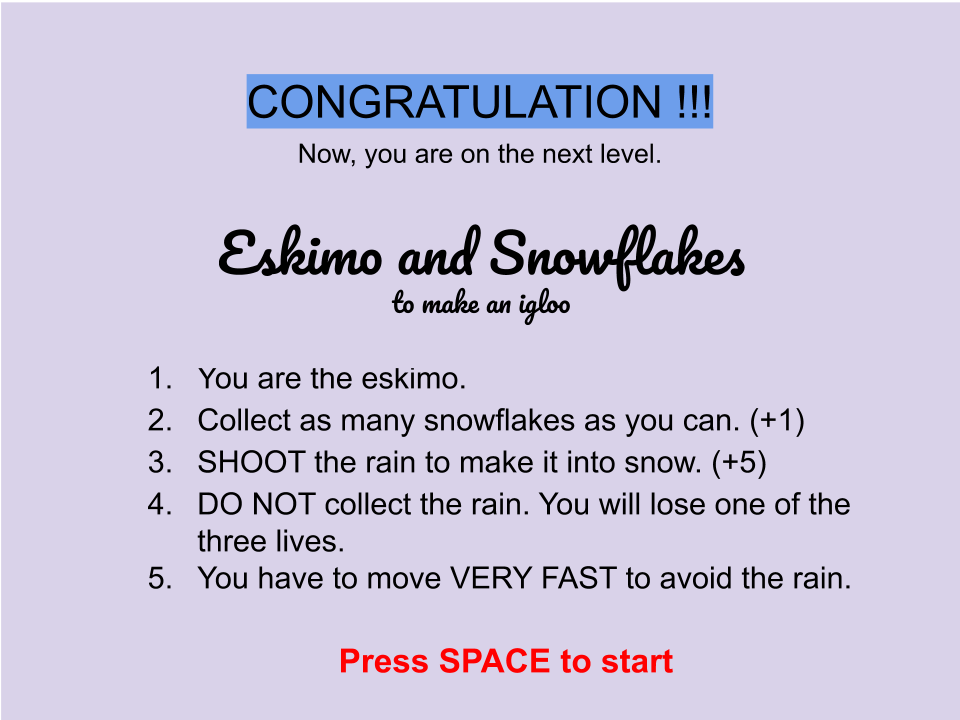 CONGRATULATION !!!
Now, you are on the next level.
Eskimo and Snowflakes
to make an igloo
1. You are the eskimo.
2. Collect as many snowflakes as you can. (+1)
3. SHOOT the rain to make it into snow. (+5)
4. DO NOT collect the rain. You will lose one of the
three lives.
5. You have to move VERY FAST to avoid the rain.
Press SPACE to start